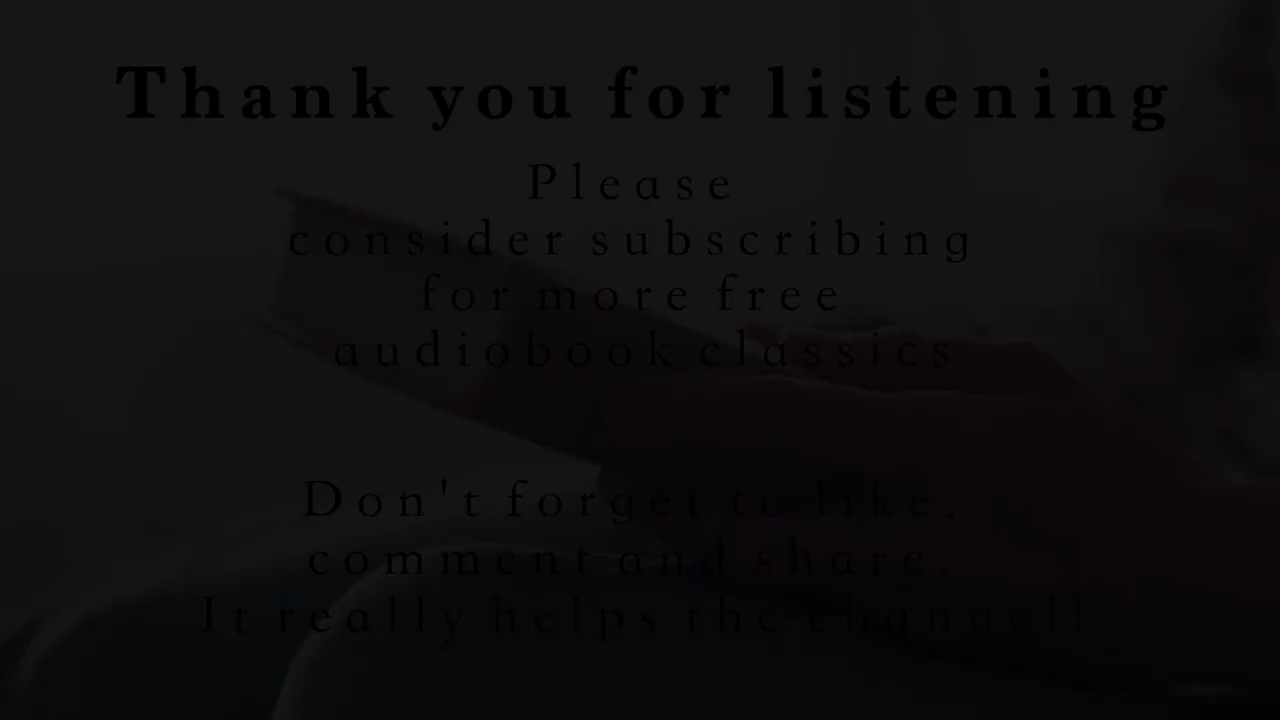 Thank you for listening
Please
consider subscribing
for more free
audiobook classics
Don't forget to like,
comment and share.
It really helps the channel!